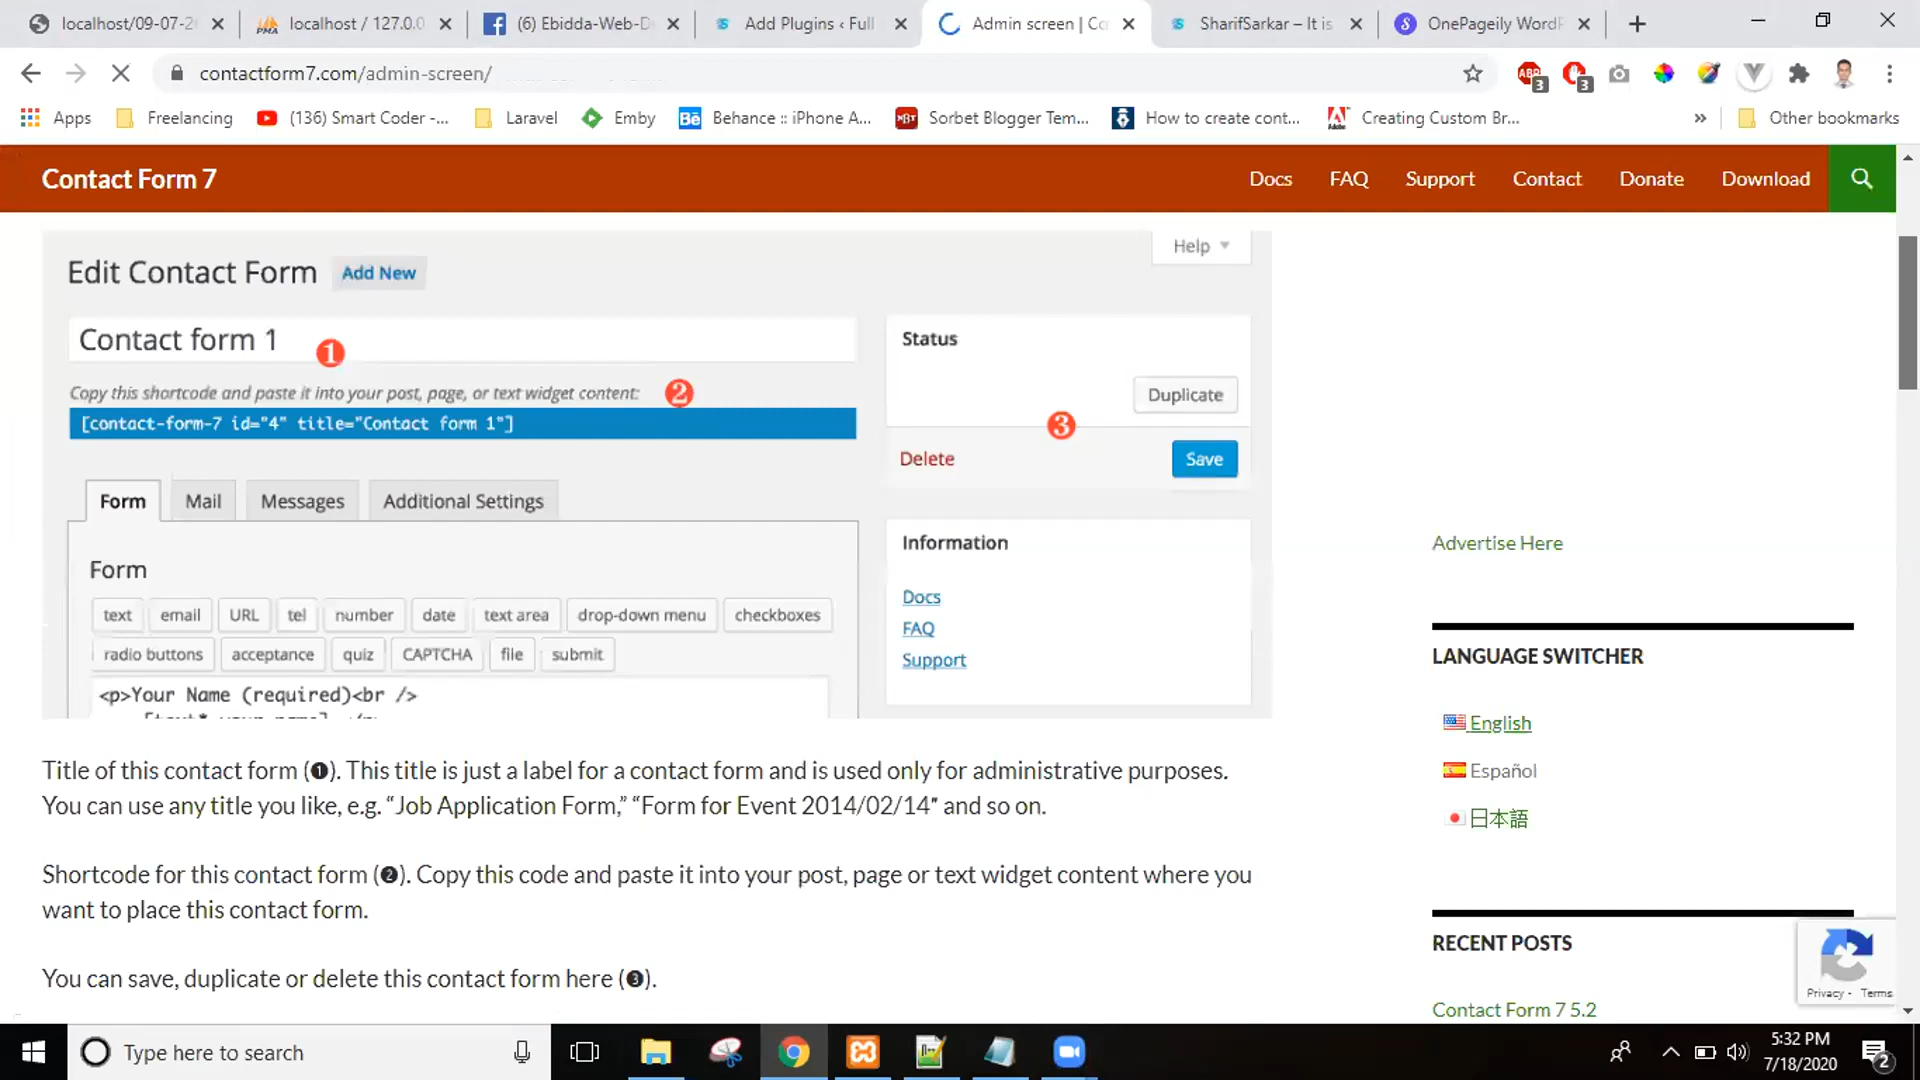 localhost/09-07-2
localhost / 127.0.0
(6) Ebidda-Web-D
Add Plugins ‹ Full
Admin screen | Co
SharifSarkar – It is
OnePageily WordP
contactform7.com/admin-screen/
ABP
3
3
Apps
Freelancing
(136) Smart Coder -...
Laravel
Emby
Behance :: iPhone A...
Sorbet Blogger Tem...
How to create cont...
Creating Custom Br...
»
Other bookmarks
Contact Form 7
Docs
FAQ
Support
Contact
Donate
Download
Help
Edit Contact Form
Add New
Contact form 1
1
Status
Copy this shortcode and paste it into your post, page, or text widget content:
2
Duplicate
[contact-form-7 id="4" title="Contact form 1"]
3
Delete
Save
Form
Mail
Messages
Additional Settings
Information
Form
Docs
text
email
URL
tel
number
date
text area
drop-down menu
checkboxes
FAQ
radio buttons
acceptance
quiz
CAPTCHA
file
submit
Support
<p>Your Name (required)<br />
Title of this contact form (❶). This title is just a label for a contact form and is used only for administrative purposes.
You can use any title you like, e.g. “Job Application Form,” “Form for Event 2014/02/14″ and so on.
Shortcode for this contact form (❷). Copy this code and paste it into your post, page or text widget content where you
want to place this contact form.
You can save, duplicate or delete this contact form here (❸).
Advertise Here
LANGUAGE SWITCHER
English
Español
日本語
RECENT POSTS
Contact Form 7 5.2
Privacy - Terms
Type here to search
5:32 PM
7/18/2020
2